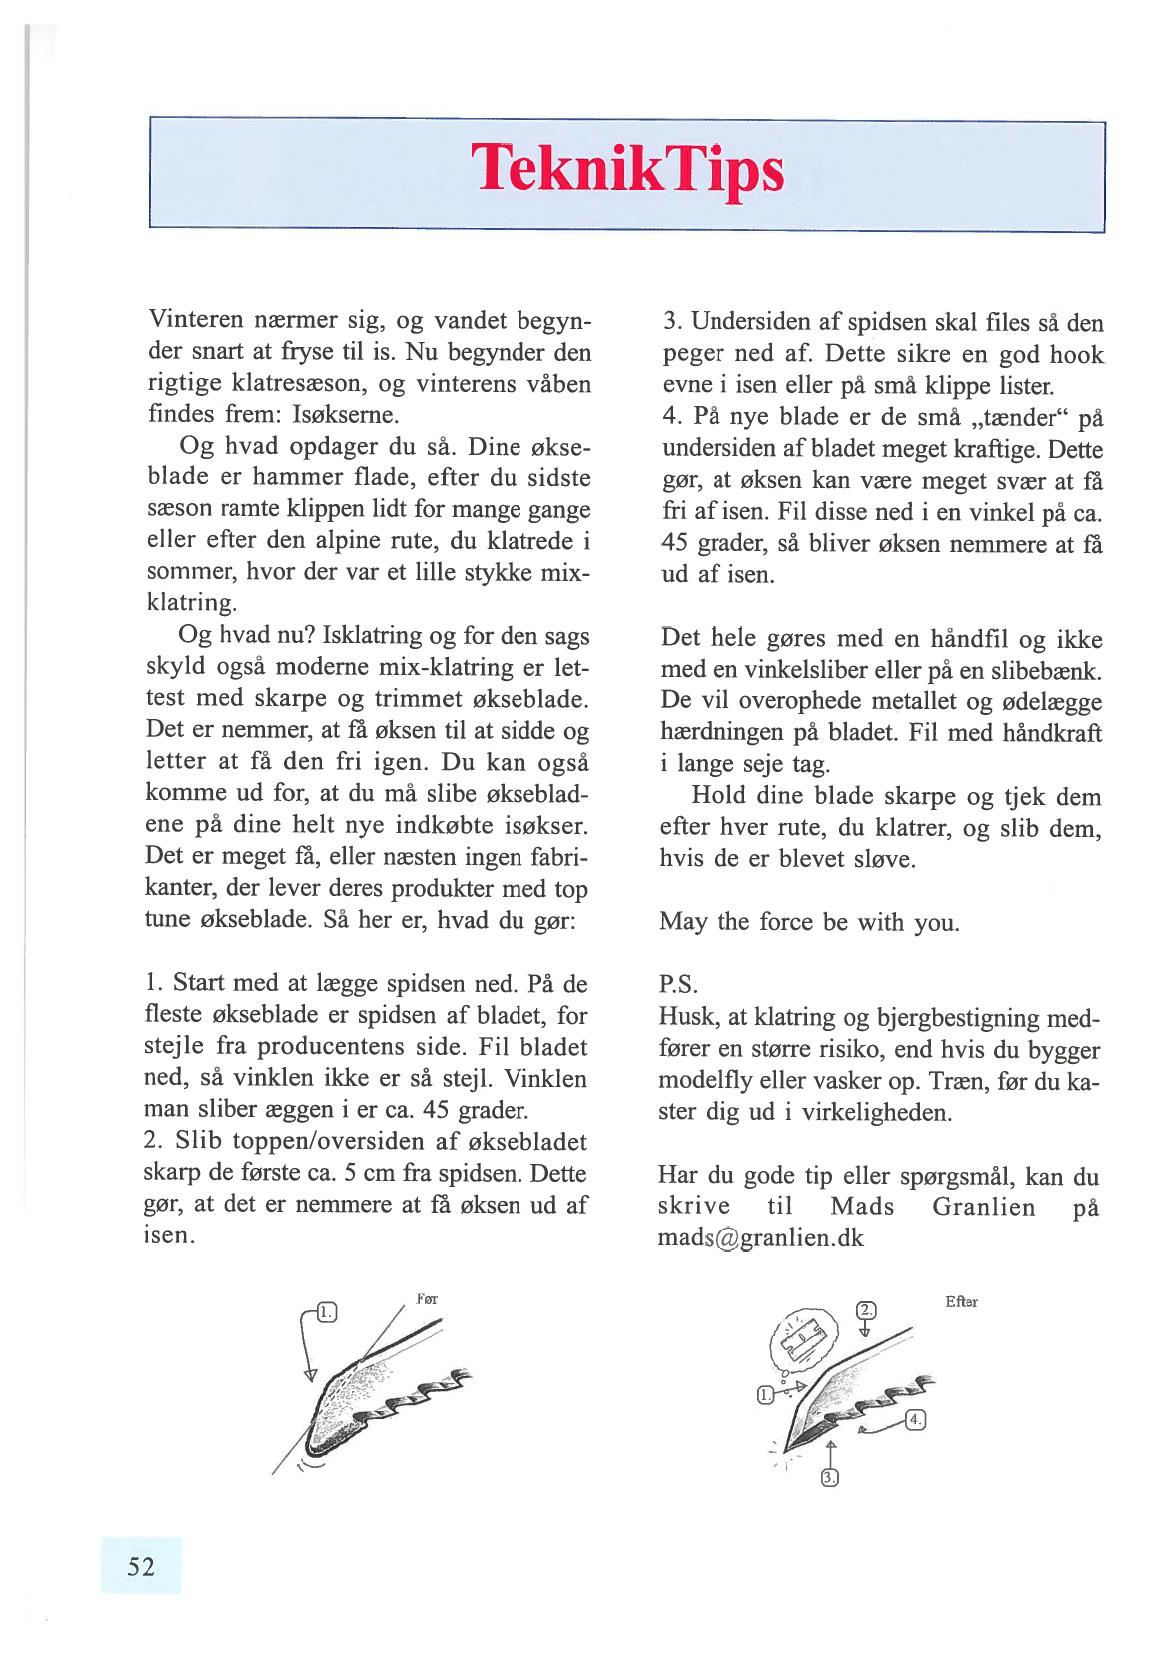 TeknikTips
Vinteren nærmer sig, og vandet begyn-
der snart at fryse til is. Nu begynder den
rigtige klatresæson, og vinterens våben
findes frem: Isøkserne.
Og hvad opdager du så. Dine økse-
blade er hammer flade, efter du sidste
sæson ramte klippen lidt for mange gange
eller efter den alpine rute, du klatrede i
sommer, hvor der var et lille stykke mix-
klatring.
Og hvad nu? Isklatring og for den sags
skyld også moderne mix-klatring er let-
test med skarpe og trimmet økseblade.
Det er nemmer, at få øksen til at sidde og
letter at få den fri igen. Du kan også
komme ud for, at du må slibe øksebla­d-
ene på dine helt nye indkøbte isøkser.
Det er meget få, eller næsten ingen fabri-
kanter, der lever deres produkter med top
tune økseblade. Så her er, hvad du gør:
1. Start med at lægge spidsen ned. På de
fleste økseblade er spidsen af bladet, for
stejle fra producentens side. Fil bladet
ned, så vinklen ikke er så stejl. Vinklen
man sliber æggen i er ca. 45 grader.
2. Slib toppen/oversiden af øksebladet
skarp de første ca. 5 cm fra spidsen. Dette
gør, at det er nemmere at få øksen ud af
isen.
3. Undersiden af spidsen skal files så den
peger ned af. Dette sikre en god hook
evne i isen eller på små klippe lister.
4. På nye blade er de små „tænder“ på
undersiden af bladet meget kraftige. Dette
gør, at øksen kan være meget svær at få
fri af isen. Fil disse ned i en vinkel på ca.
45 grader, så bliver øksen nemmere at få
ud af isen.
Det hele gøres med en håndfil og ikke
med en vinkelsliber eller på en slibebænk.
De vil overophede metallet og ødelægge
hærdningen på bladet. Fil med håndkraft
i lange seje tag.
Hold dine blade skarpe og tjek dem
efter hver rute, du klatrer, og slib dem,
hvis de er blevet sløve.
May the force be with you.
P.S.
Husk, at klatring og bjergbestigning med-
fører en større risiko, end hvis du bygger
modelfly eller vasker op. Træn, før du ka-
ster dig ud i virkeligheden.
Har du gode tip eller spørgsmål, kan du
skrive til Mads Granlien på
mads@granlien.dk
1.
Før
2.
Efter
1.
4.
3.
52